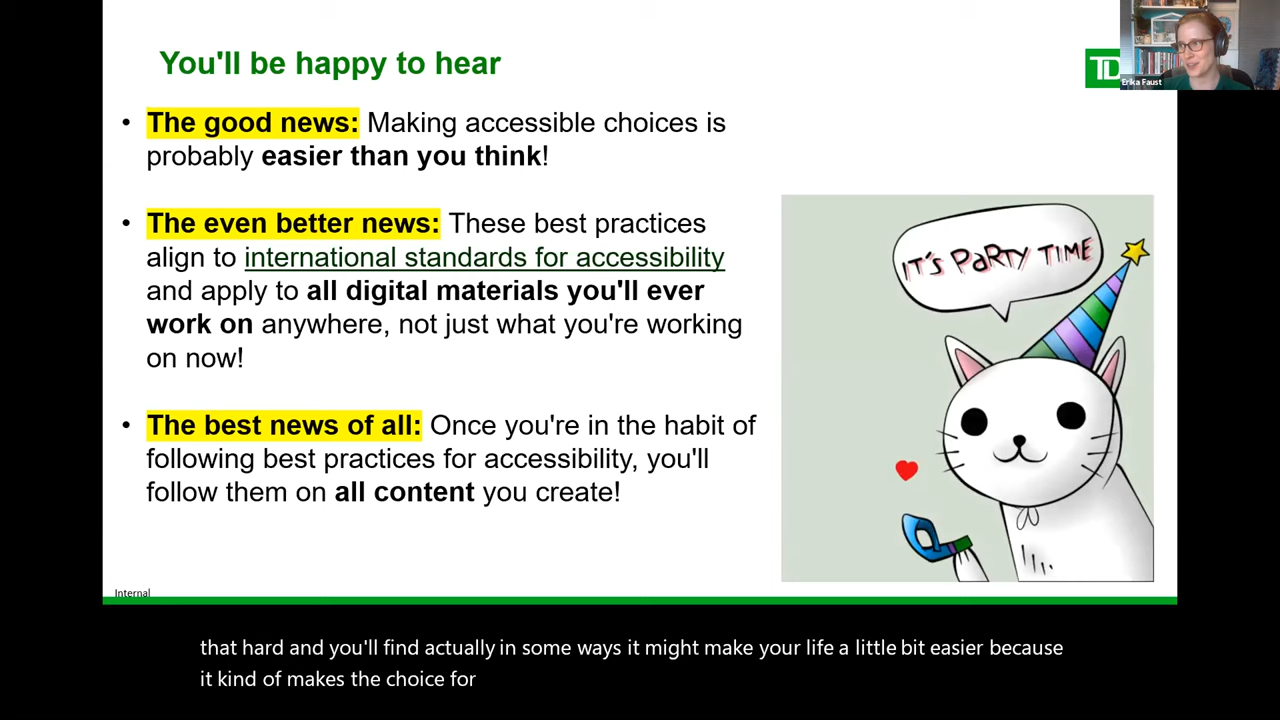 You'll be happy to hear
TD
Erika Faust
• The good news: Making accessible choices is
probably easier than you think!
• The even better news: These best practices
align to international standards for accessibility
and apply to all digital materials you'll ever
work on anywhere, not just what you're working
on now!
• The best news of all: Once you're in the habit of
following best practices for accessibility, you'll
follow them on all content you create!
IT'S PaRTY TIME
Internal
that hard and you'll find actually in some ways it might make your life a little bit easier because
it kind of makes the choice for